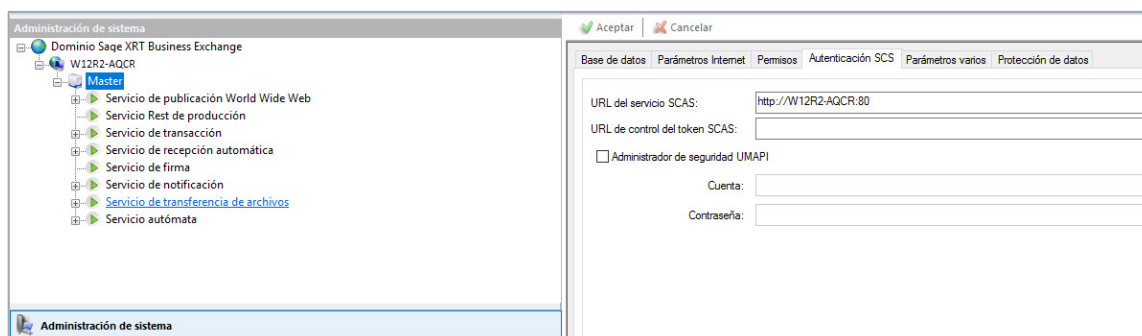 Administración de sistema
Dominio Sage XRT Business Exchange
W12R2-AQCR
Master
Servicio de publicación World Wide Web
Servicio Rest de producción
Servicio de transacción
Servicio de recepción automática
Servicio de firma
Servicio de notificación
Servicio de transferencia de archivos
Servicio autómata
Administración de sistema
Aceptar Cancelar
Base de datos Parámetros Internet Permisos Autenticación SCS Parámetros varios Protección de datos
URL del servicio SCAS: http://W12R2-AQCR:80
URL de control del token SCAS:
Administrador de seguridad UMAPI
Cuenta:
Contraseña: